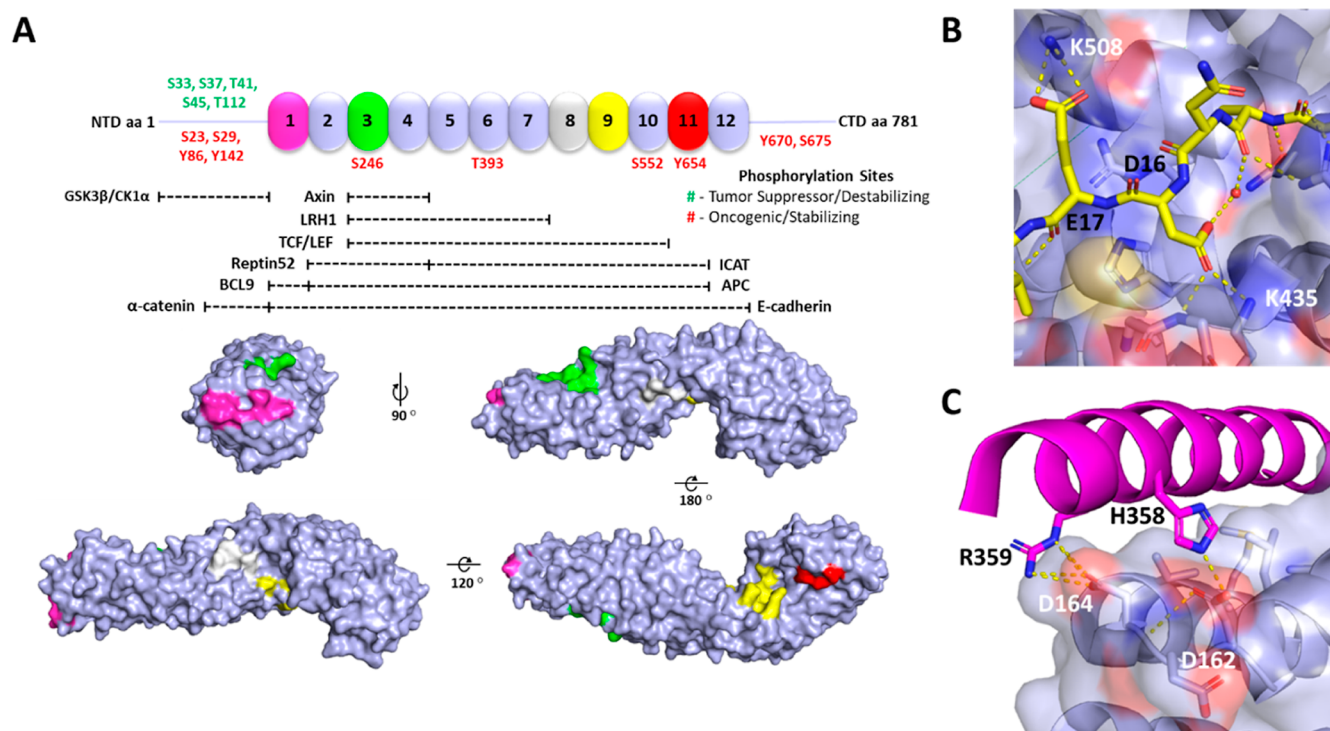 A
S33, S37, T41,
S45, T112
NTD aa 1
1 2 3 4 5 6 7 8 9 10 11 12
CTD aa 781
S23, S29,
Y86, Y142
S246
T393
S552
Y654
Y670, S675
Phosphorylation Sites
# - Tumor Suppressor/Destabilizing
# - Oncogenic/Stabilizing
GSK3β/CK1α
Axin
LRH1
TCF/LEF
Reptin52
ICAT
BCL9
APC
α-catenin
E-cadherin
90 °
180 °
120 °
B
K508
D16
E17
K435
C
H358
R359
D164
D162